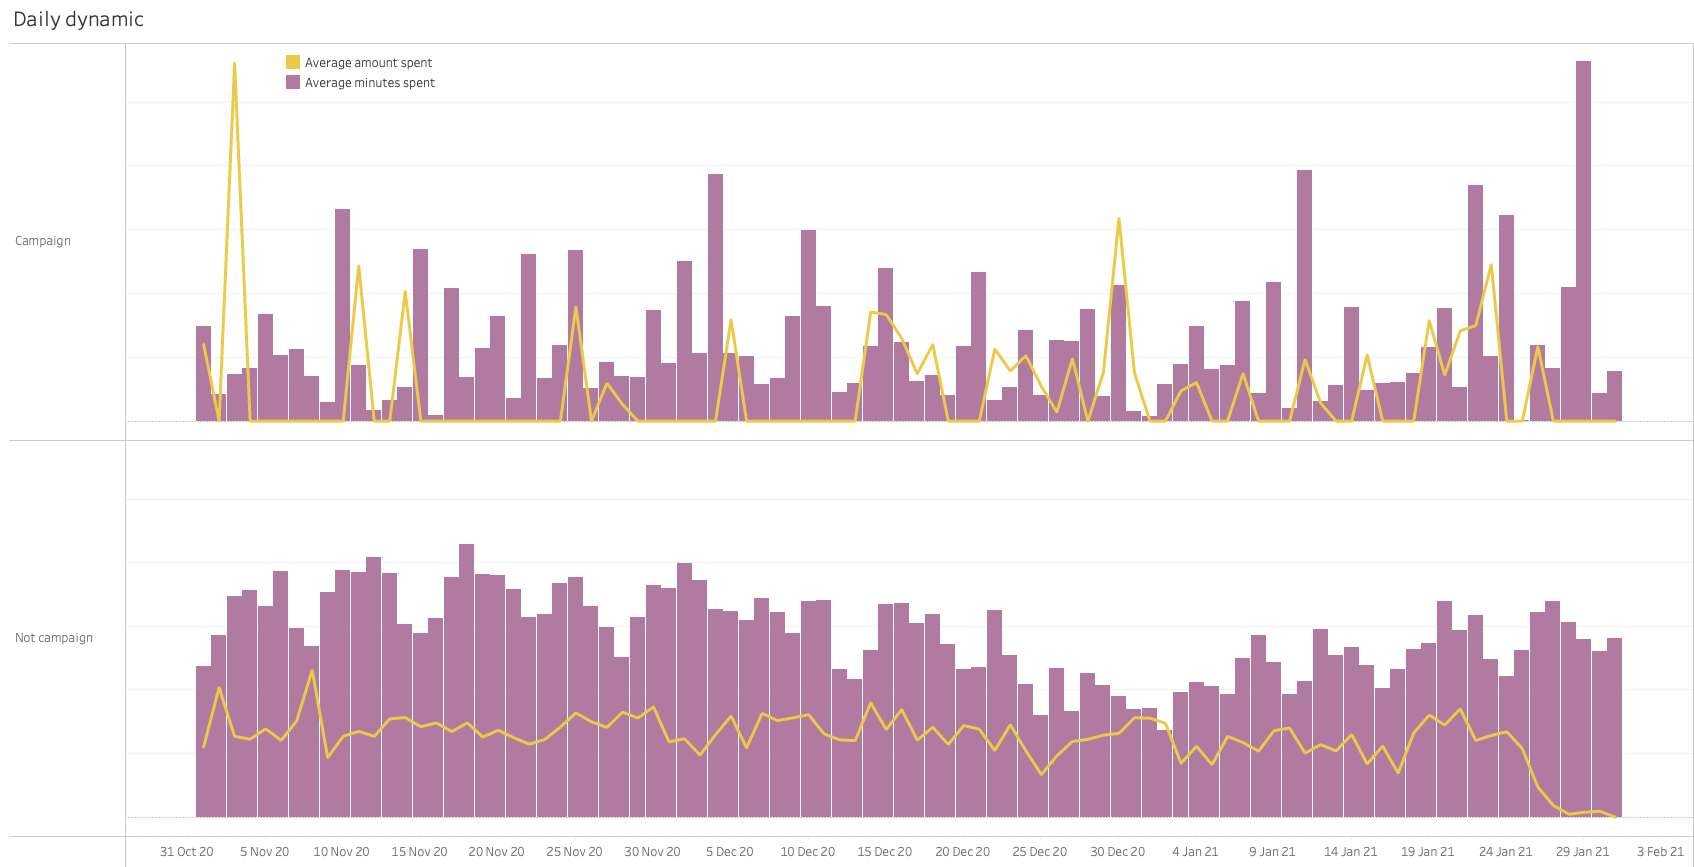 Daily dynamic
Average amount spent
Average minutes spent
Campaign
Not campaign
31 Oct 20 5 Nov 20 10 Nov 20 15 Nov 20 20 Nov 20 25 Nov 20 30 Nov 20 5 Dec 20 10 Dec 20 15 Dec 20 20 Dec 20 25 Dec 20 30 Dec 20 4 Jan 21 9 Jan 21 14 Jan 21 19 Jan 21 24 Jan 21 29 Jan 21 3 Feb 21